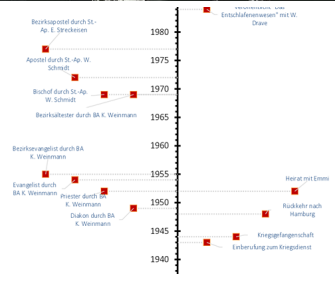 veröffentlicht "Das
Entschlafenenwesen" mit W.
Drave
Bezirksapostel durch St.-
Ap. E. Streckeisen
1980
Apostel durch St.-Ap. W.
Schmidt
1975
Bischof durch St.-Ap.
W. Schmidt
1970
Bezirksältester durch BA K. Weinmann
1965
1960
Bezirksevangelist durch BA
K. Weinmann
1955
Heirat mit Emmi
Evangelist durch
BA K. Weinmann
Priester durch BA
K. Weinmann
1950
Rückkehr nach
Hamburg
Diakon durch BA
K. Weinmann
1945
Kriegsgefangenschaft
Einberufung zum Kriegsdienst
1940